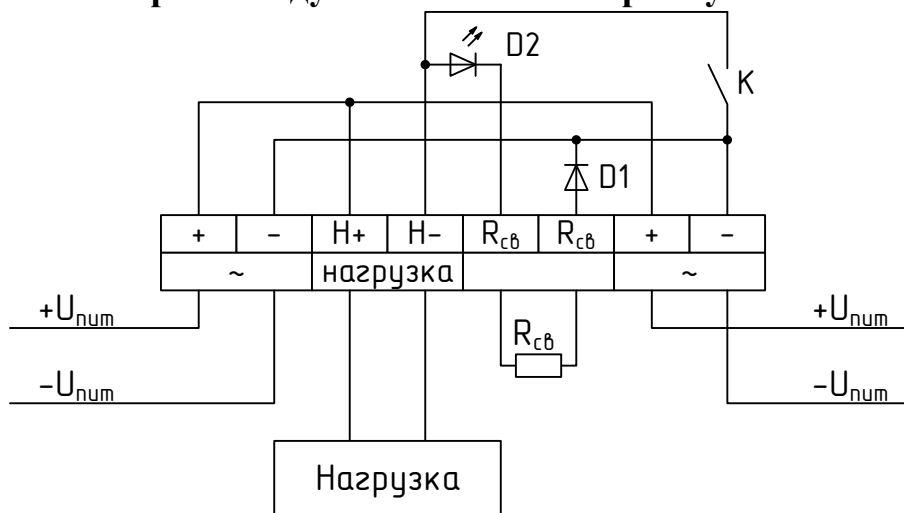 D2
К
D1
+ - Н+ Н- Rсв Rсв + -
~ нагрузка ~
+Uпит +Uпит
Rсв
-Uпит -Uпит
Нагрузка